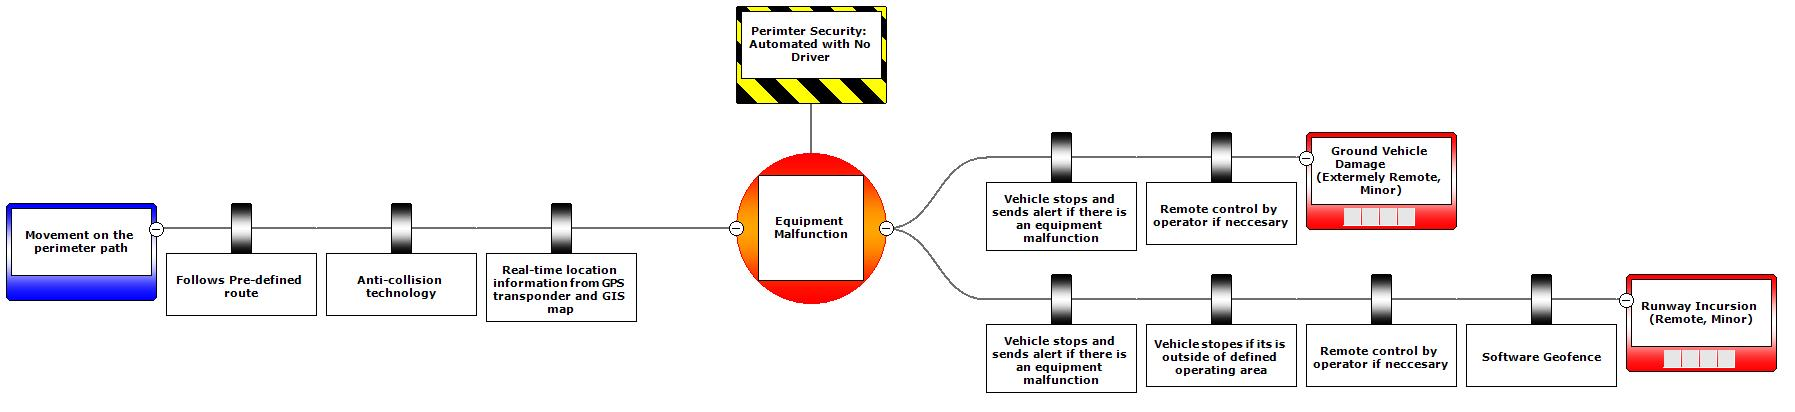 Perimter Security:
Automated with No
Driver
Movement on the
perimeter path
Follows Pre-defined
route
Anti-collision
technology
Real-time location
information from GPS
transponder and GIS
map
Equipment
Malfunction
Vehicle stops and
sends alert if there is
an equipment
malfunction
Remote control by
operator if neccesary
Ground Vehicle
Damage
(Extermely Remote,
Minor)
Vehicle stops and
sends alert if there is
an equipment
malfunction
Vehicle stopes if its is
outside of defined
operating area
Remote control by
operator if neccesary
Software Geofence
Runway Incursion
(Remote, Minor)